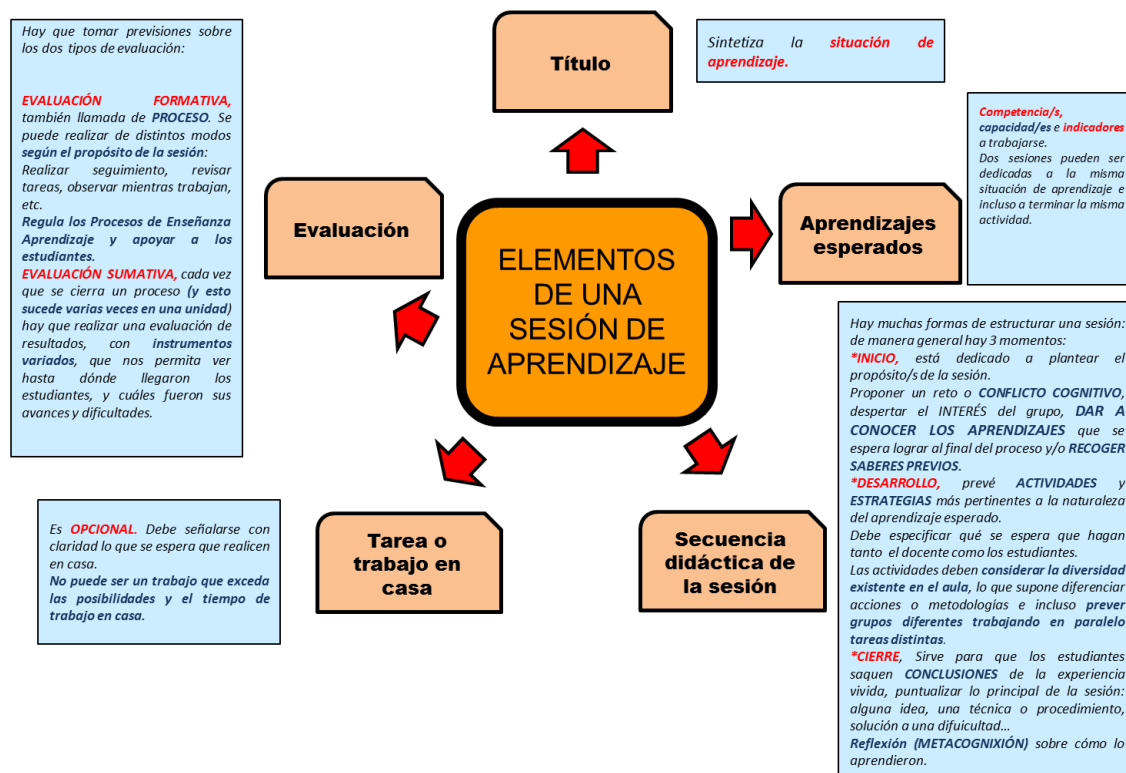 Título
Sintetiza la situación de
aprendizaje.
Aprendizajes
esperados
Competencia/s,
capacidad/es e indicadores
a trabajarse.
Dos sesiones pueden ser
dedicadas a la misma
situación de aprendizaje e
incluso a terminar la misma
actividad.
Evaluación
Hay que tomar previsiones sobre
los dos tipos de evaluación:
EVALUACIÓN FORMATIVA,
también llamada de PROCESO. Se
puede realizar de distintos modos
según el propósito de la sesión:
Realizar seguimiento, revisar
tareas, observar mientras trabajan,
etc.
Regula los Procesos de Enseñanza
Aprendizaje y apoyar a los
estudiantes.
EVALUACIÓN SUMATIVA, cada vez
que se cierra un proceso (y esto
sucede varias veces en una unidad)
hay que realizar una evaluación de
resultados, con instrumentos
variados, que nos permita ver
hasta dónde llegaron los
estudiantes, y cuáles fueron sus
avances y dificultades.
ELEMENTOS
DE UNA
SESIÓN DE
APRENDIZAJE
Tarea o
trabajo en
casa
Es OPCIONAL. Debe señalarse con
claridad lo que se espera que realicen
en casa.
No puede ser un trabajo que exceda
las posibilidades y el tiempo de
trabajo en casa.
Secuencia
didáctica de
la sesión
Hay muchas formas de estructurar una sesión:
de manera general hay 3 momentos:
*INICIO, está dedicado a plantear el
propósito/s de la sesión.
Proponer un reto o CONFLICTO COGNITIVO,
despertar el INTERÉS del grupo, DAR A
CONOCER LOS APRENDIZAJES que se
espera lograr al final del proceso y/o RECOGER
SABERES PREVIOS.
*DESARROLLO, prevé ACTIVIDADES y
ESTRATEGIAS más pertinentes a la naturaleza
del aprendizaje esperado.
Debe especificar qué se espera que hagan
tanto el docente como los estudiantes.
Las actividades deben considerar la diversidad
existente en el aula, lo que supone diferenciar
acciones o metodologías e incluso prever
grupos diferentes trabajando en paralelo
tareas distintas.
*CIERRE, Sirve para que los estudiantes
saquen CONCLUSIONES de la experiencia
vivida, puntualizar lo principal de la sesión:
alguna idea, una técnica o procedimiento,
solución a una difuicultad…
Reflexión (METACOGNIXIÓN) sobre cómo lo
aprendieron.